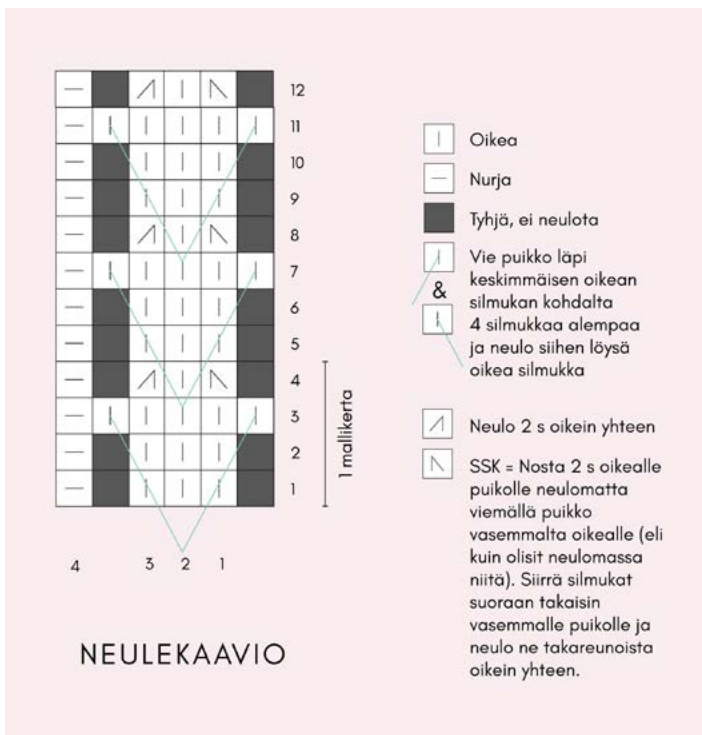 12
11
10
9
8
7
6
5
4
3
2
1
4 3 2 1
1 mallikerta
NEULEKAAVIO
Oikea
Nurja
Tyhjä, ei neulota
Vie puikko läpi
keskimmäisen oikean
&
silmukan kohdalta
4 silmukkaa alempaa
ja neulo siihen löysä
oikea silmukka
Neulo 2 s oikein yhteen
SSK = Nosta 2 s oikealle
puikolle neulomatta
viemällä puikko
vasemmalta oikealle (eli
kuin olisit neulomassa
niitä). Siirrä silmukat
suoraan takaisin
vasemmalle puikolle ja
neulo ne takareunoista
oikein yhteen.